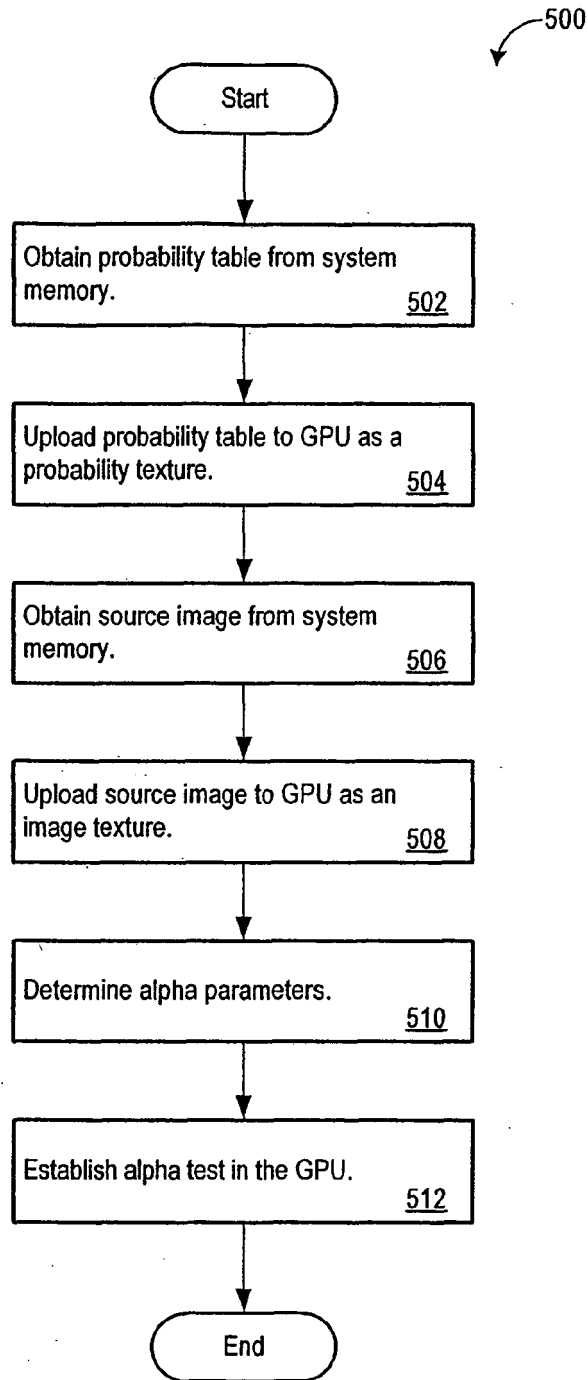 500
Start
Obtain probability table from system
memory.
502
Upload probability table to GPU as a
probability texture.
504
Obtain source image from system
memory.
506
Upload source image to GPU as an
image texture.
508
Determine alpha parameters.
510
Establish alpha test in the GPU.
512
End